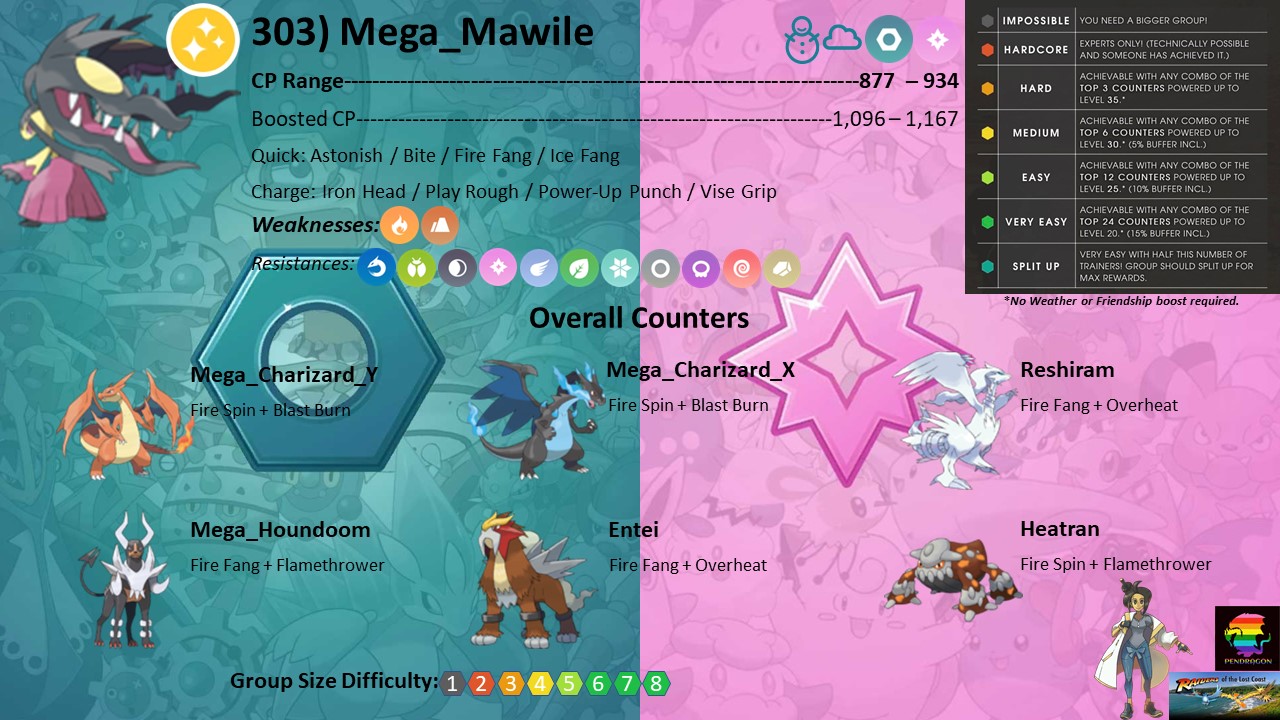 303) Mega_Mawile
CP Range---877 – 934
Boosted CP---1,096 – 1,167
Quick: Astonish / Bite / Fire Fang / Ice Fang
Charge: Iron Head / Play Rough / Power-Up Punch / Vise Grip
Weaknesses:
Resistances:
IMPOSSIBLE YOU NEED A BIGGER GROUP!
HARDCORE EXPERTS ONLY! (TECHNICALLY POSSIBLE
AND SOMEONE HAS ACHIEVED IT.)
HARD ACHIEVABLE WITH ANY COMBO OF THE
TOP 3 COUNTERS POWERED UP TO
LEVEL 35.*
MEDIUM ACHIEVABLE WITH ANY COMBO OF THE
TOP 6 COUNTERS POWERED UP TO
LEVEL 30.* (5% BUFFER INCL.)
EASY ACHIEVABLE WITH ANY COMBO OF THE
TOP 12 COUNTERS POWERED UP TO
LEVEL 25.* (10% BUFFER INCL.)
VERY EASY ACHIEVABLE WITH ANY COMBO OF THE
TOP 24 COUNTERS POWERED UP TO
LEVEL 20.* (15% BUFFER INCL.)
SPLIT UP VERY EASY WITH HALF THIS NUMBER OF
TRAINERS! GROUP SHOULD SPLIT UP FOR
MAX REWARDS.
*No Weather or Friendship boost required.
Overall Counters
Mega_Charizard_Y
Fire Spin + Blast Burn
Mega_Charizard_X
Fire Spin + Blast Burn
Reshiram
Fire Fang + Overheat
Mega_Houndoom
Fire Fang + Flamethrower
Entei
Fire Fang + Overheat
Heatran
Fire Spin + Flamethrower
Group Size Difficulty: 1 2 3 4 5 6 7 8
PENDRAGON
RAIDERS of the Lost Coast